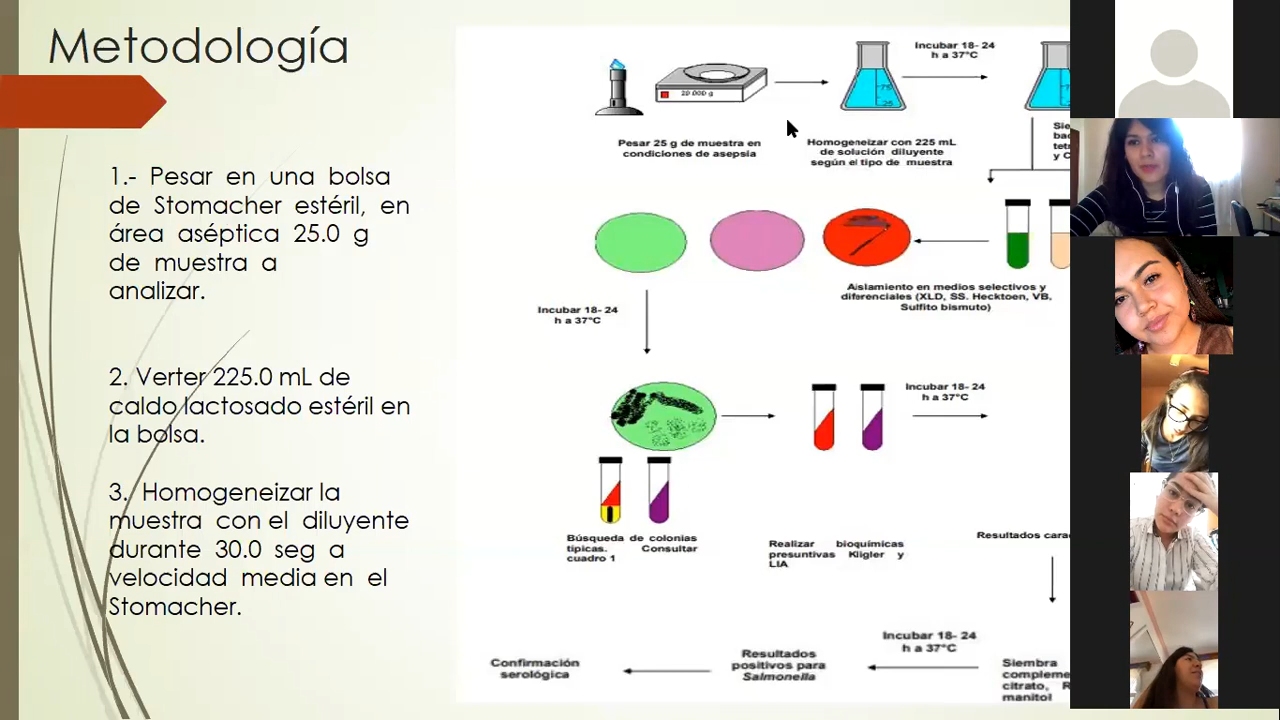 Metodología
1.- Pesar en una bolsa
de Stomacher estéril, en
área aséptica 25.0 g
de muestra a
analizar.
2. Verter 225.0 mL de
caldo lactosado estéril en
la bolsa.
3. Homogeneizar la
muestra con el diluyente
durante 30.0 seg a
velocidad media en el
Stomacher.
Incubar 18- 24
h a 37°C
Pesar 25 g de muestra en
condiciones de asepsia
Homogeneizar con 225 mL
de solución diluyente
según el tipo de muestra
Aislamiento en medios selectivos y
diferenciales (XLD, SS. Hecktoen, VB,
Sulfito bismuto)
Incubar 18- 24
h a 37°C
Incubar 18- 24
h a 37°C
Búsqueda de colonias
típicas. Consultar
cuadro 1
Realizar bioquímicas
presuntivas Kligler y
LIA
Resultados
Incubar 18- 24
h a 37°C
Siembra
citrato,
manitol
Resultados
positivos para
Salmonella
Confirmación
serológica